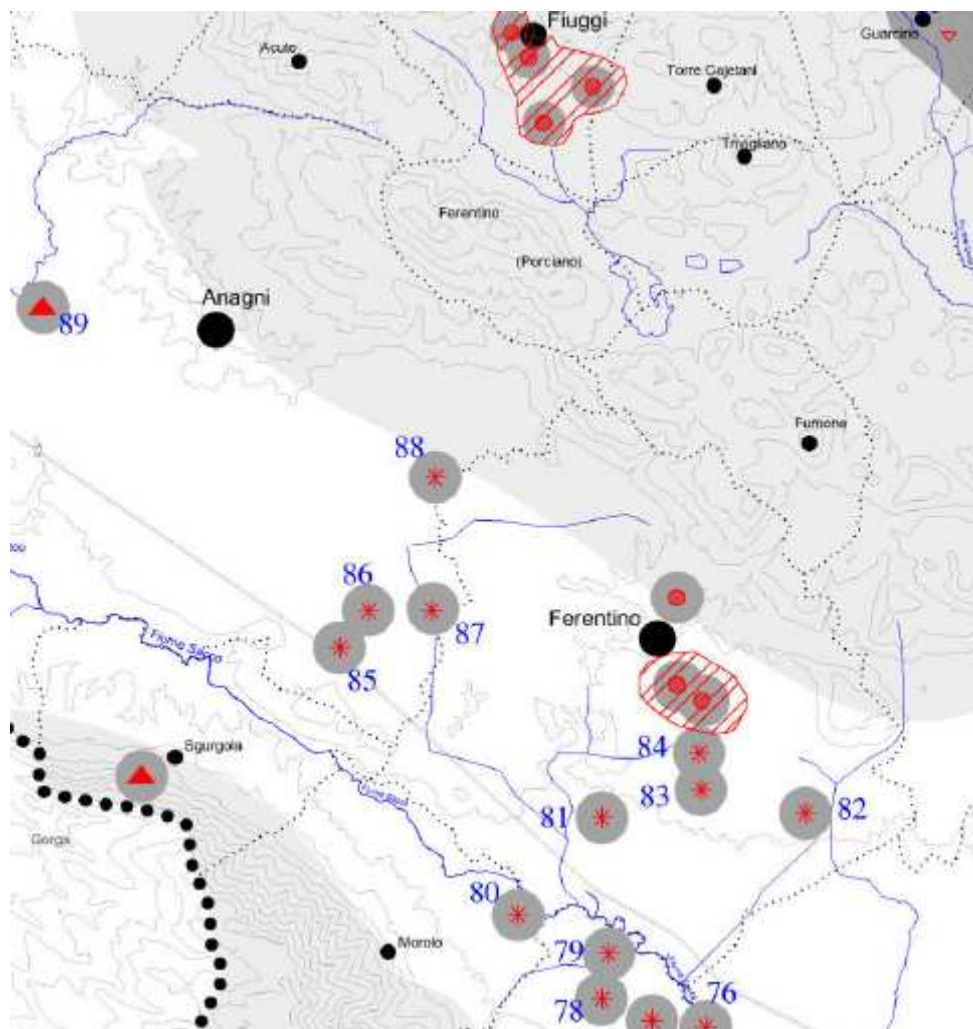 Fiuggi
Guarcino
Acuto
Torre Cajetani
Trivigliano
Ferentino
(Porciano)
Anagni
89
Fumone
88
86
Ferentino
87
Fiume Sacco
85
Sgurgola
84
83
82
81
Gorga
80
Morolo
79
78
76